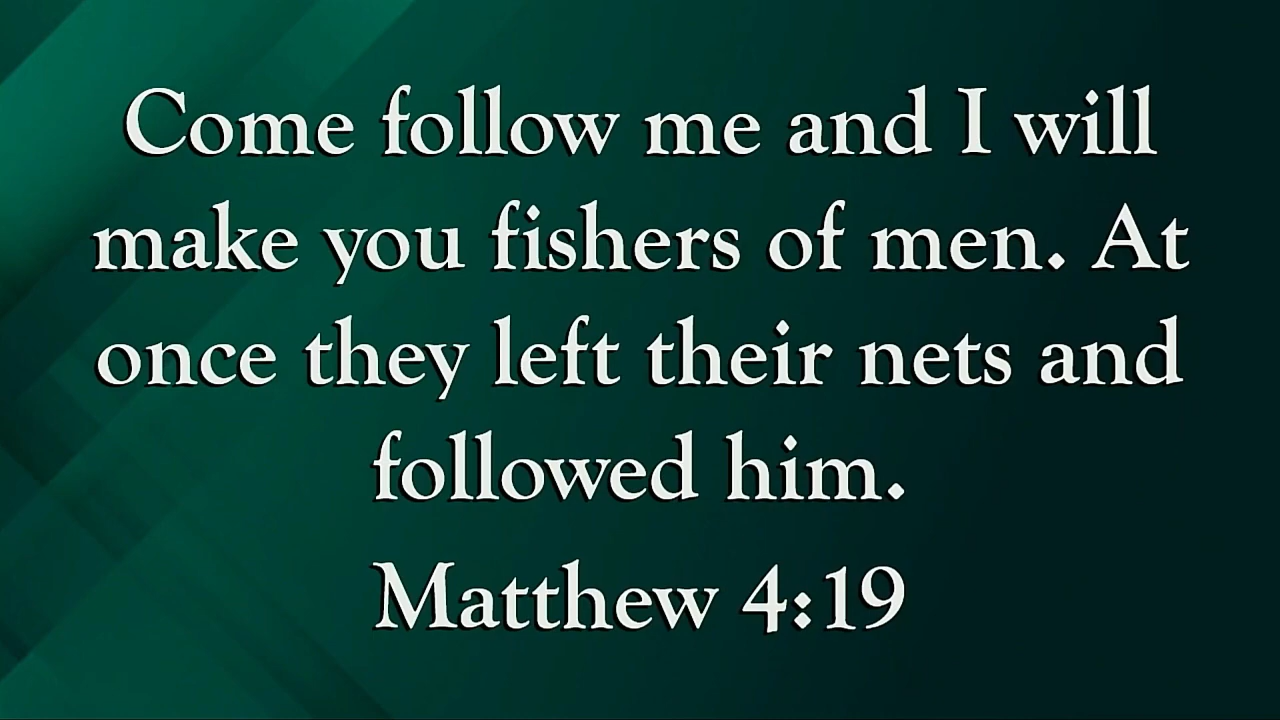 Come follow me and I will
make you fishers of men. At
once they left their nets and
followed him.
Matthew 4:19